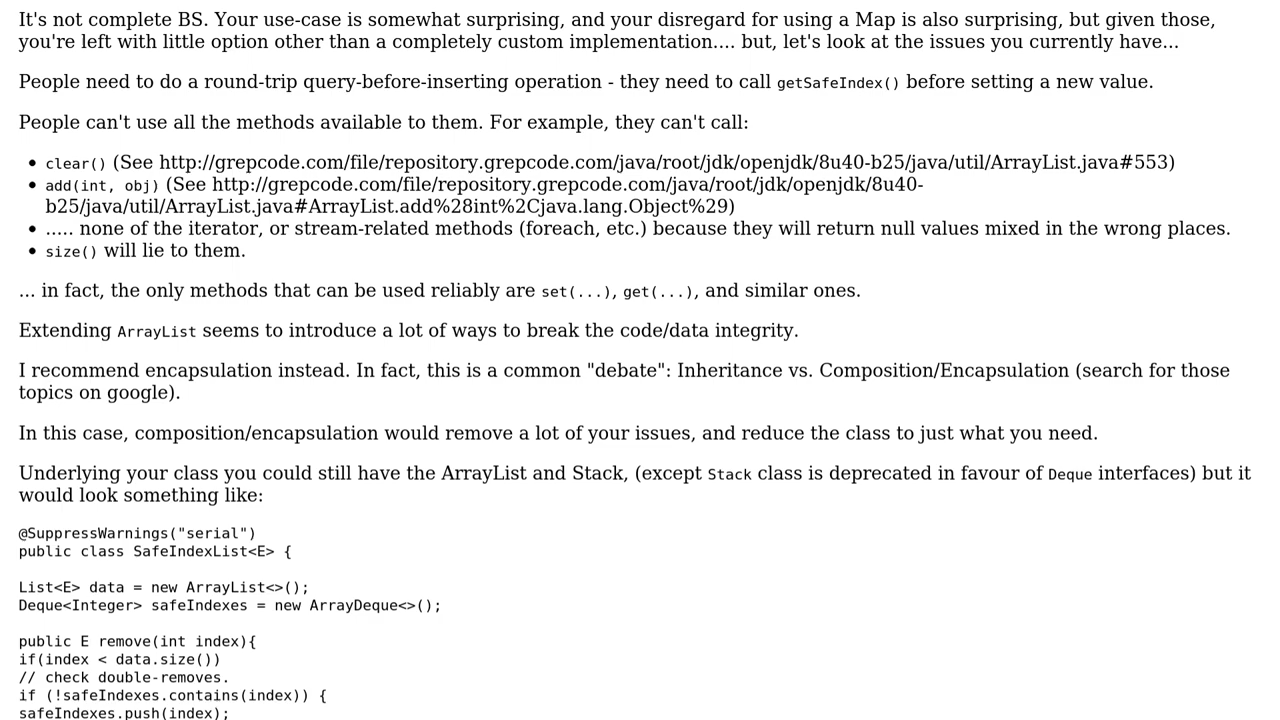 It's not complete BS. Your use-case is somewhat surprising, and your disregard for using a Map is also surprising, but given those,
you're left with little option other than a completely custom implementation.... but, let's look at the issues you currently have...
People need to do a round-trip query-before-inserting operation - they need to call getSafeIndex() before setting a new value.
People can't use all the methods available to them. For example, they can't call:
• clear() (See http://grepcode.com/file/repository.grepcode.com/java/root/jdk/openjdk/8u40-b25/java/util/ArrayList.java#553)
• add(int, obj) (See http://grepcode.com/file/repository.grepcode.com/java/root/jdk/openjdk/8u40-
b25/java/util/ArrayList.java#ArrayList.add%28int%2Cjava.lang.Object%29)
• ..... none of the iterator, or stream-related methods (foreach, etc.) because they will return null values mixed in the wrong places.
• size() will lie to them.
... in fact, the only methods that can be used reliably are set(...), get(...), and similar ones.
Extending ArrayList seems to introduce a lot of ways to break the code/data integrity.
I recommend encapsulation instead. In fact, this is a common "debate": Inheritance vs. Composition/Encapsulation (search for those
topics on google).
In this case, composition/encapsulation would remove a lot of your issues, and reduce the class to just what you need.
Underlying your class you could still have the ArrayList and Stack, (except Stack class is deprecated in favour of Deque interfaces) but it
would look something like:
@SuppressWarnings("serial")
public class SafeIndexList<E> {
List<E> data = new ArrayList<>();
Deque<Integer> safeIndexes = new ArrayDeque<>();
public E remove(int index){
if(index < data.size())
// check double-removes.
if (!safeIndexes.contains(index)) {
safeIndexes.push(index);